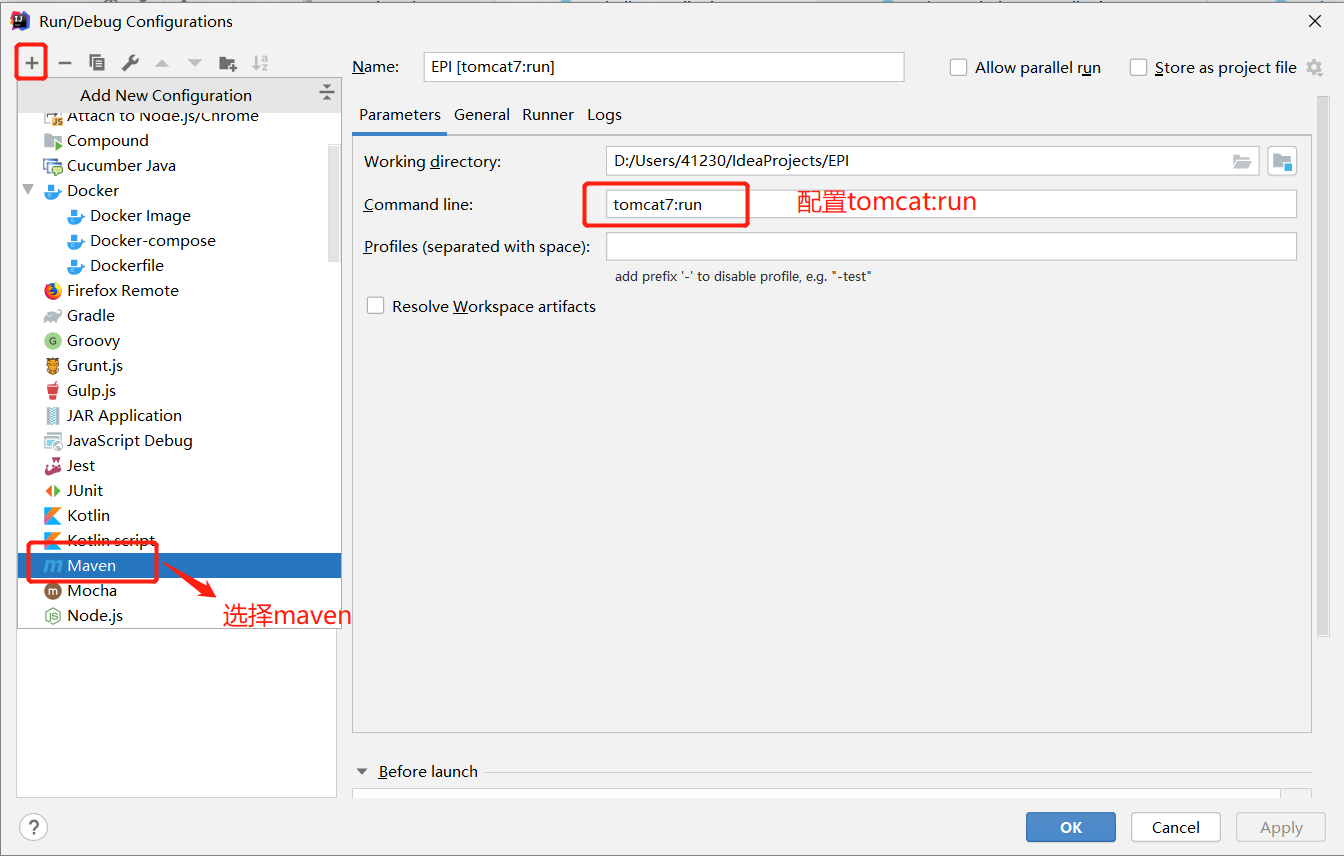 Run/Debug Configurations
Add New Configuration
Attach to Node.js/Chrome
Compound
Cucumber Java
Docker
Docker Image
Docker-compose
Dockerfile
Firefox Remote
Gradle
Groovy
Grunt.js
Gulp.js
JAR Application
JavaScript Debug
Jest
JUnit
Kotlin
Kotlin script
Maven
Mocha
Node.js
选择maven
Name: EPI [tomcat7:run] Allow parallel run Store as project file
Parameters General Runner Logs
Working directory: D:/Users/41230/IdeaProjects/EPI
Command line: tomcat7:run 配置tomcat:run
Profiles (separated with space):
add prefix '-' to disable profile, e.g. "-test"
Resolve Workspace artifacts
Before launch
? OK Cancel Apply